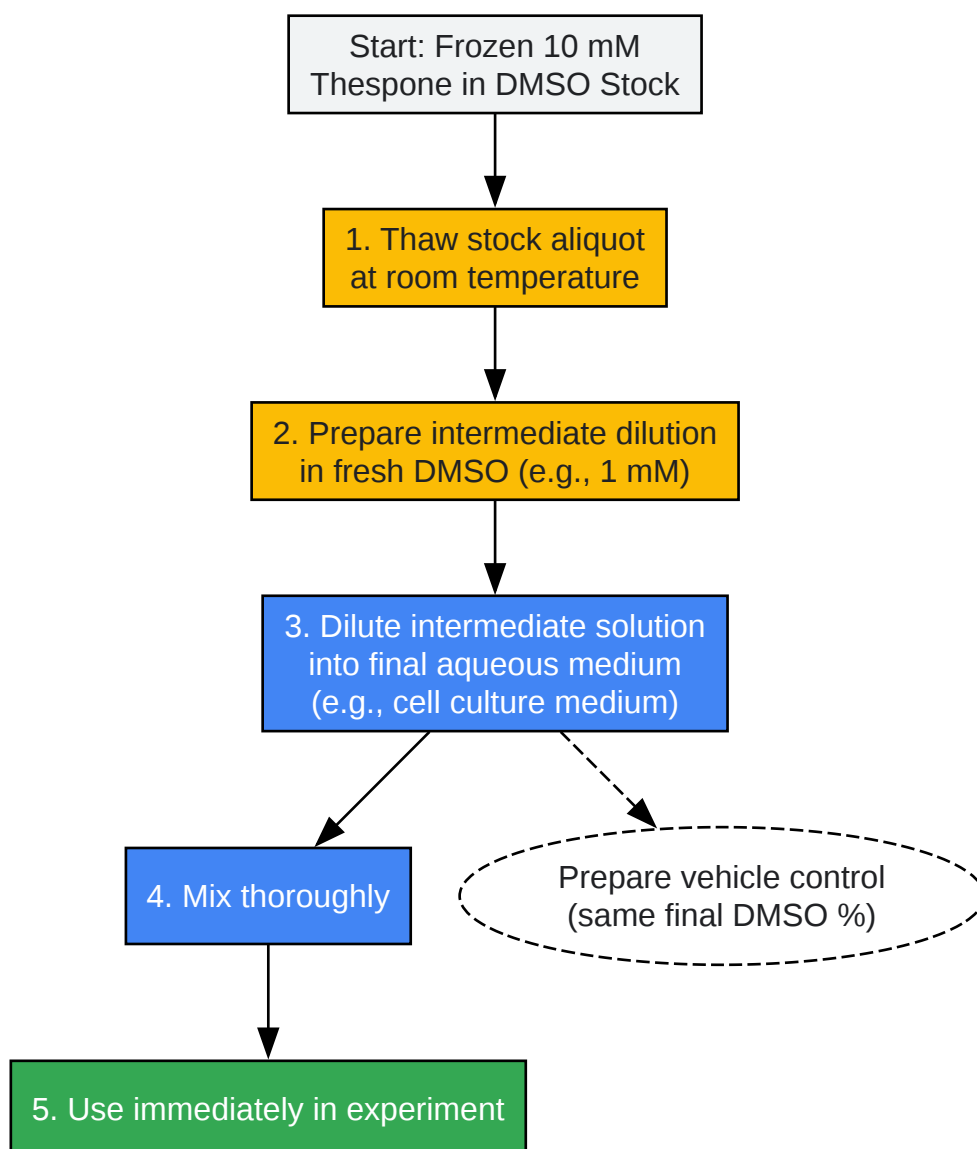 Start: Frozen 10 mM
Thespone in DMSO Stock
1. Thaw stock aliquot
at room temperature
2. Prepare intermediate dilution
in fresh DMSO (e.g., 1 mM)
3. Dilute intermediate solution
into final aqueous medium
(e.g., cell culture medium)
4. Mix thoroughly
Prepare vehicle control
(same final DMSO %)
5. Use immediately in experiment